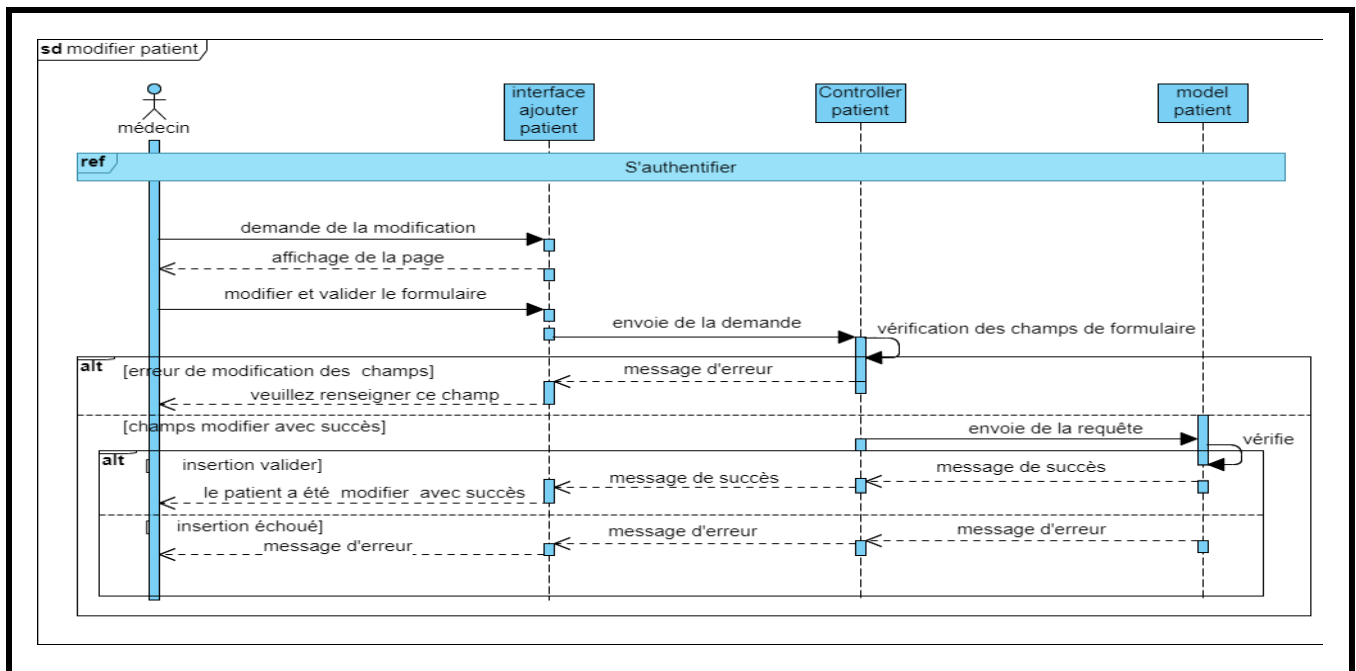 sd modifier patient
médecin
interface
ajouter
patient
Controller
patient
model
patient
ref
S'authentifier
demande de la modification
affichage de la page
modifier et valider le formulaire
envoie de la demande
vérification des champs de formulaire
alt
[erreur de modification des champs]
message d'erreur
veuillez renseigner ce champ
[champs modifier avec succès]
envoie de la requête
vérifie
alt
[ insertion valider]
message de succès
message de succès
le patient a été modifier avec succès
[ insertion échoué]
message d'erreur
message d'erreur
message d'erreur